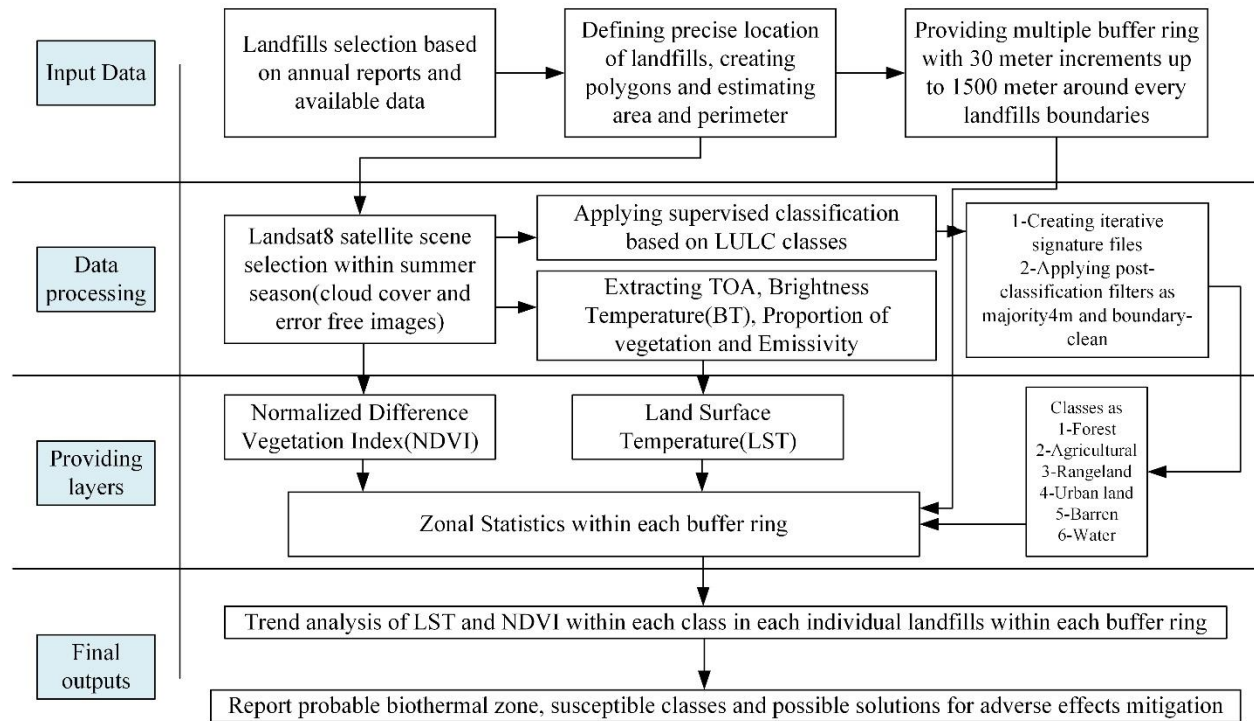 Input Data
Landfills selection based
on annual reports and
available data
Defining precise location
of landfills, creating
polygons and estimating
area and perimeter
Providing multiple buffer ring
with 30 meter increments up
to 1500 meter around every
landfills boundaries
Data
processing
Landsat8 satellite scene
selection within summer
season(cloud cover and
error free images)
Applying supervised classification
based on LULC classes
Extracting TOA, Brightness
Temperature(BT), Proportion of
vegetation and Emissivity
1-Creating iterative
signature files
2-Applying post-
classification filters as
majority4m and boundary-
clean
Providing
layers
Normalized Difference
Vegetation Index(NDVI)
Land Surface
Temperature(LST)
Classes as
1-Forest
2-Agricultural
3-Rangeland
4-Urban land
5-Barren
6-Water
Zonal Statistics within each buffer ring
Final
outputs
Trend analysis of LST and NDVI within each class in each individual landfills within each buffer ring
Report probable biothermal zone, susceptible classes and possible solutions for adverse effects mitigation